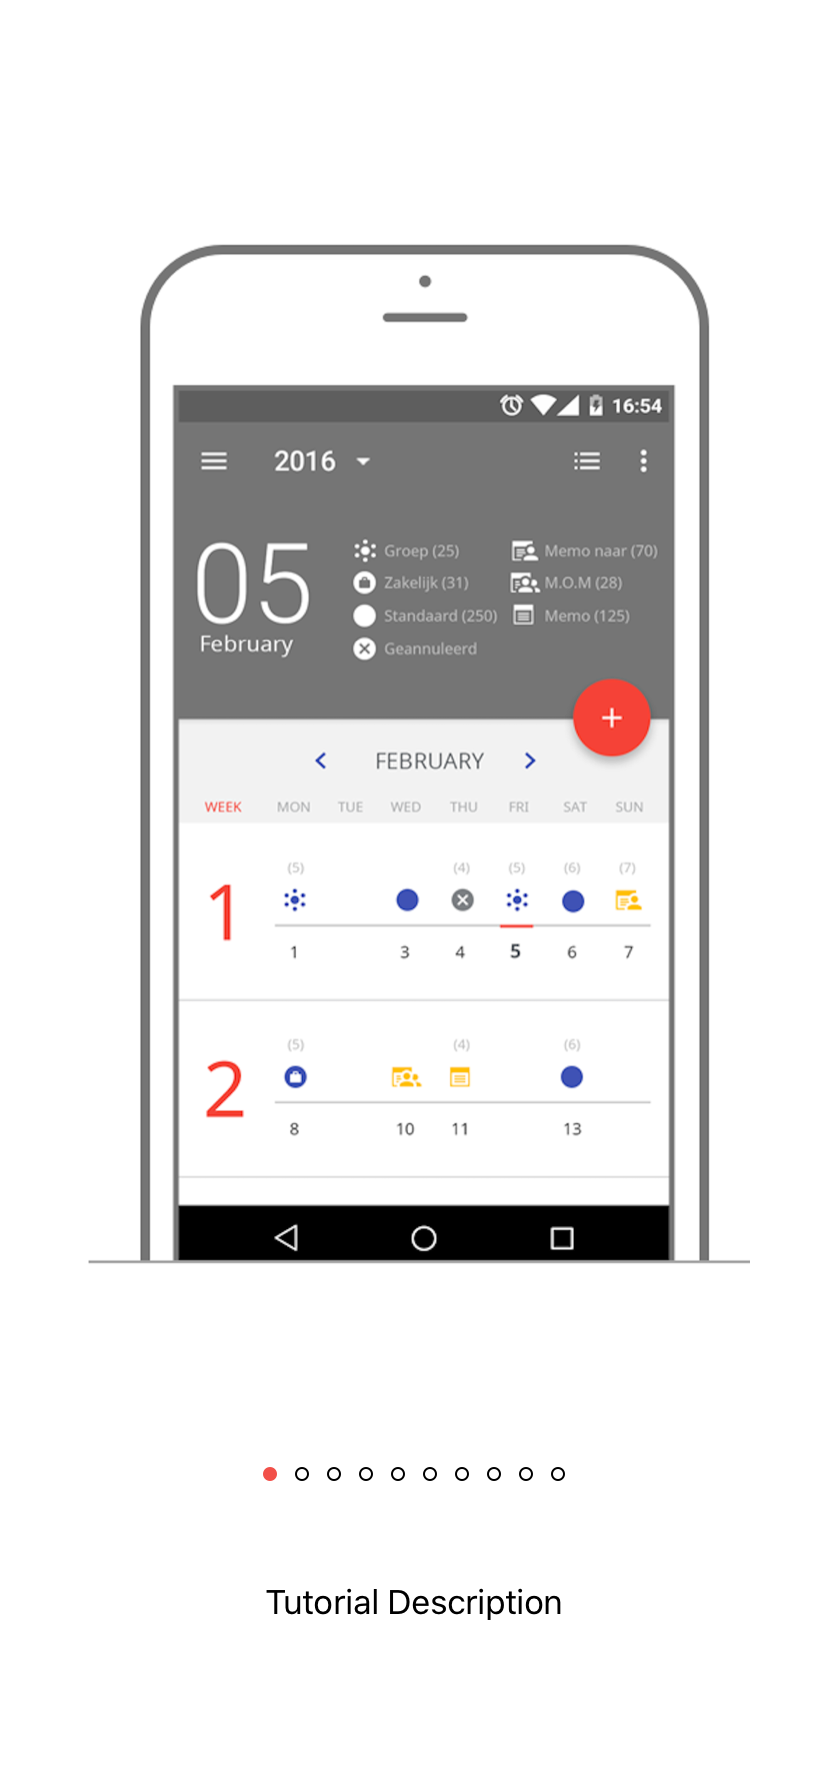 16:54
2016
05
February
Groep (25)
Memo naar (70)
Zakelijk (31)
M.O.M (28)
Standaard (250)
Memo (125)
Geannuleerd
+
FEBRUARY
WEEK MON TUE WED THU FRI SAT SUN
(5) (4) (5) (6) (7)
1
1 3 4 5 6 7
(5) (4) (6)
2
8 10 11 13
Tutorial Description